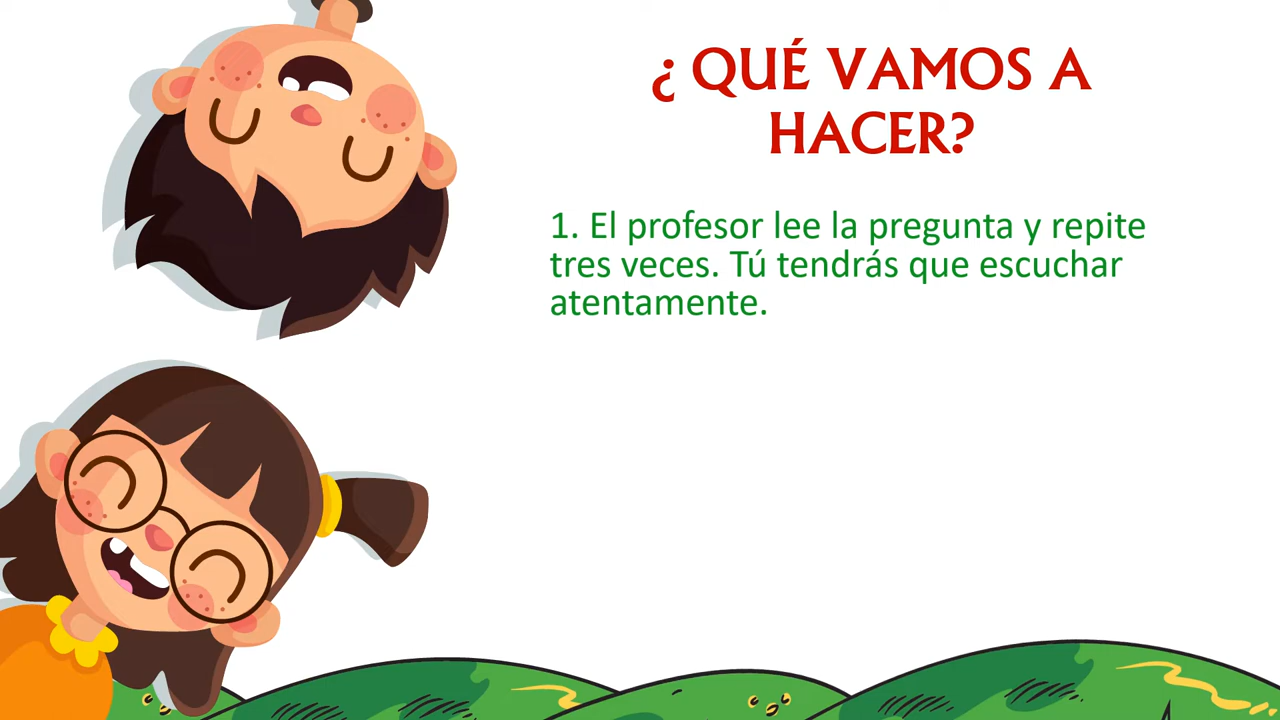 ¿ QUÉ VAMOS A
HACER?
1. El profesor lee la pregunta y repite
tres veces. Tú tendrás que escuchar
atentamente.